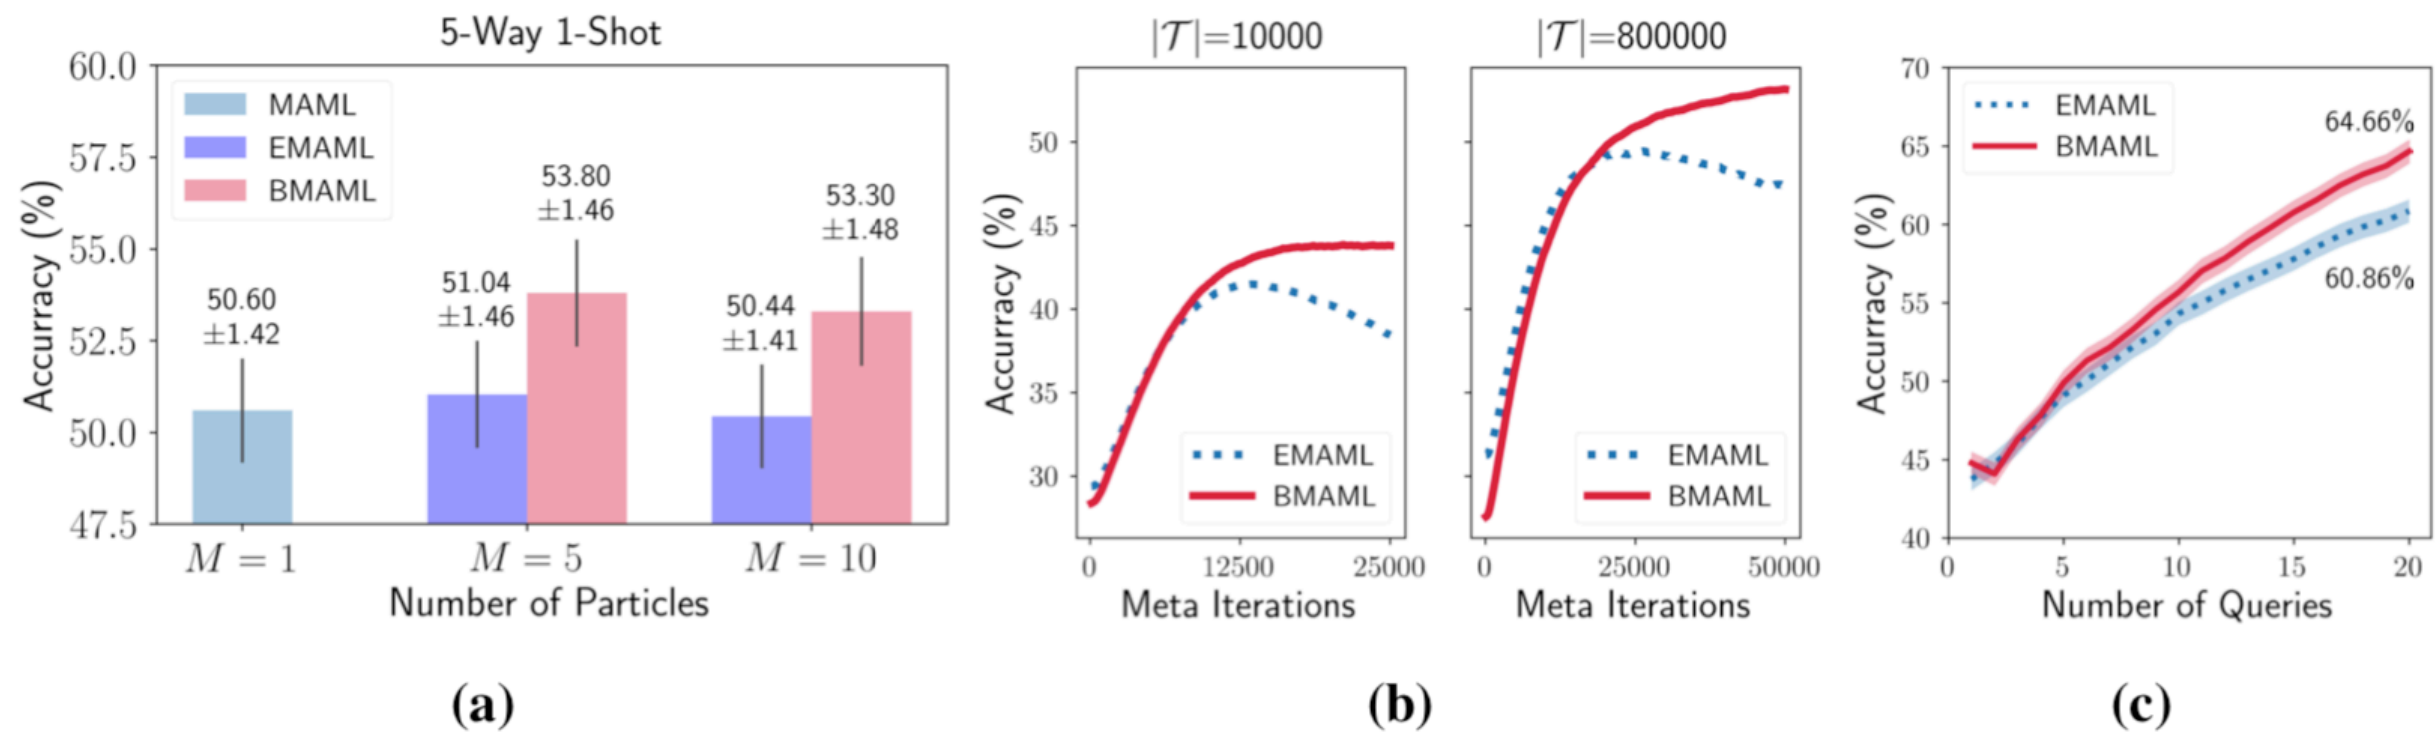 5-Way 1-Shot
60.0
57.5
55.0
52.5
50.0
47.5
Accurracy (%)
MAML
EMAML
BMAML
50.60
±1.42
51.04
±1.46
53.80
±1.46
50.44
±1.41
53.30
±1.48
M = 1
M = 5
M = 10
Number of Particles
(a)
|𝒯|=10000
50
45
40
35
30
Accurracy (%)
EMAML
BMAML
0
12500
25000
Meta Iterations
|𝒯|=800000
EMAML
BMAML
0
25000
50000
Meta Iterations
(b)
70
65
60
55
50
45
40
Accurracy (%)
EMAML
BMAML
64.66%
60.86%
0
5
10
15
20
Number of Queries
(c)